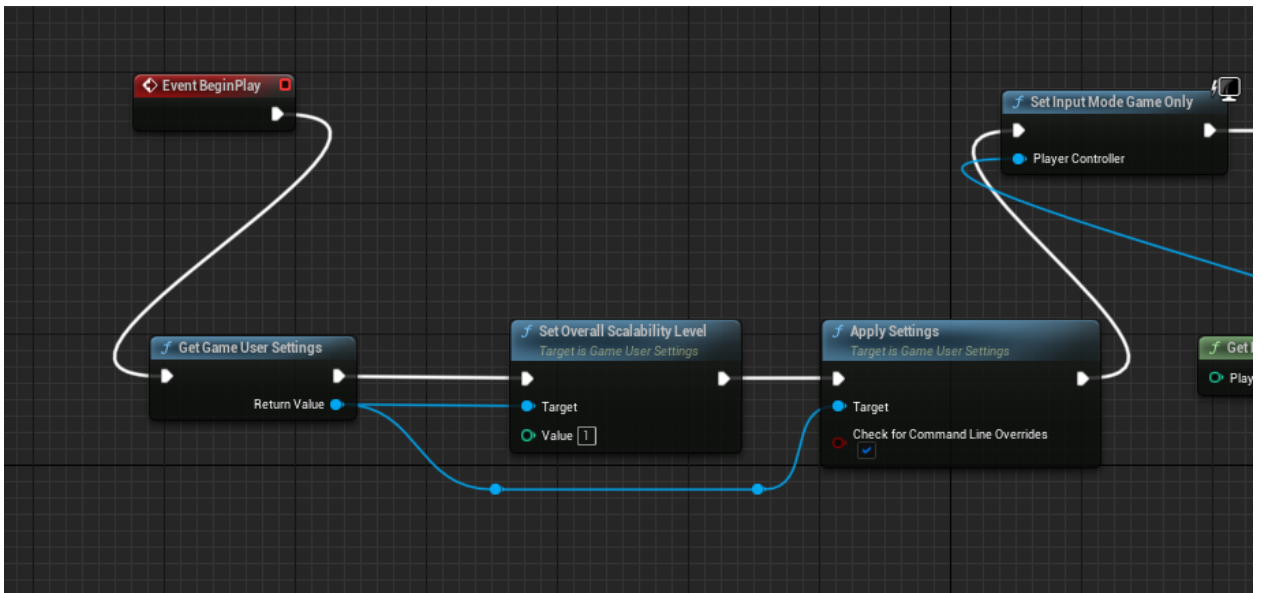 Event BeginPlay
Set Input Mode Game Only
Player Controller
Get Game User Settings
Return Value
Set Overall Scalability Level
Target is Game User Settings
Target
Value 1
Apply Settings
Target is Game User Settings
Target
Check for Command Line Overrides
Get
Play